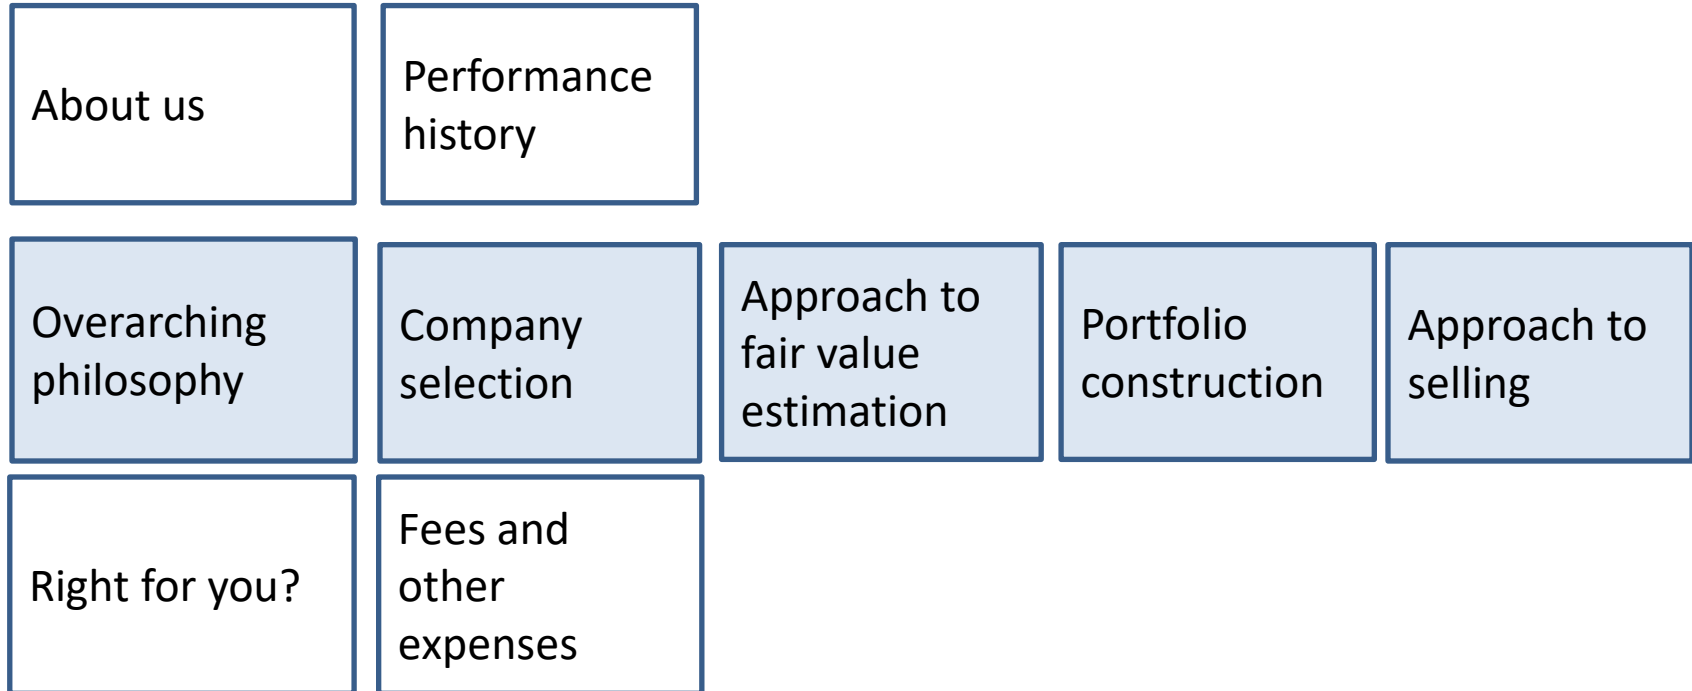 About us
Performance
history
Overarching
philosophy
Company
selection
Approach to
fair value
estimation
Portfolio
construction
Approach to
selling
Right for you?
Fees and
other
expenses